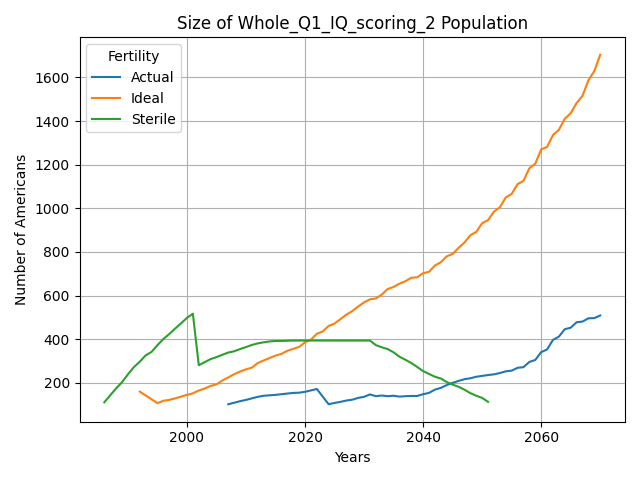 Size of Whole_Q1_IQ_scoring_2 Population
Fertility
Actual
Ideal
Sterile
Number of Americans
1600
1400
1200
1000
800
600
400
200
2000
2020
2040
2060
Years